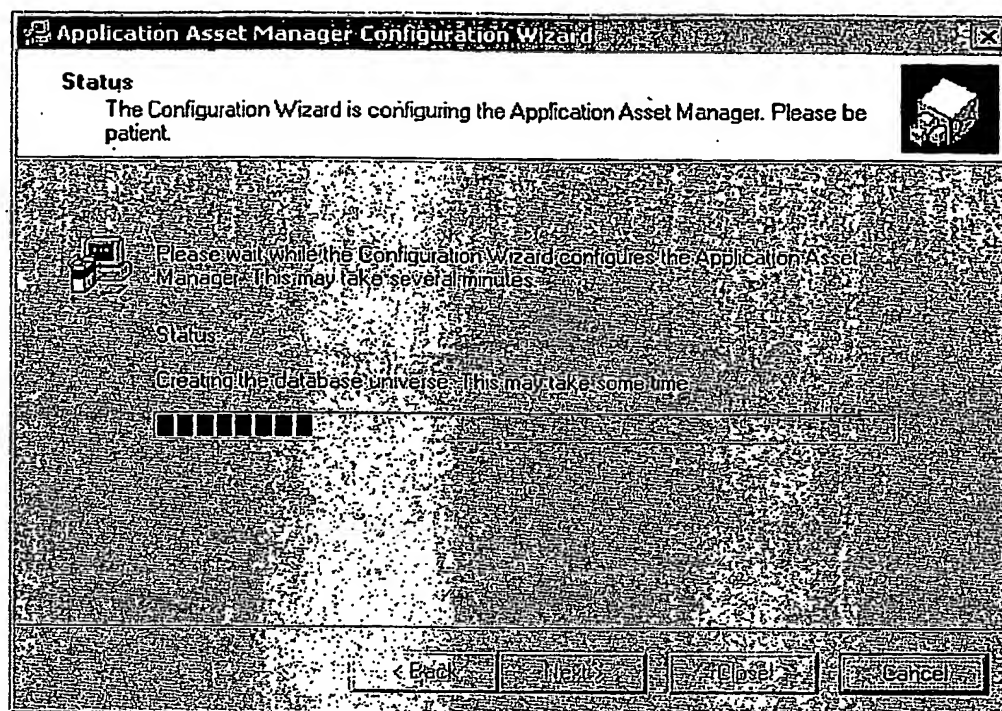 Application Asset Manager Configuration Wizard
Status
The Configuration Wizard is configuring the Application Asset Manager. Please be
patient.
Please wait while the Configuration Wizard configures the Application Asset
Manager. This may take several minutes.
Status:
Creating the database universe. This may take some time
< Back
Next >
Close
Cancel